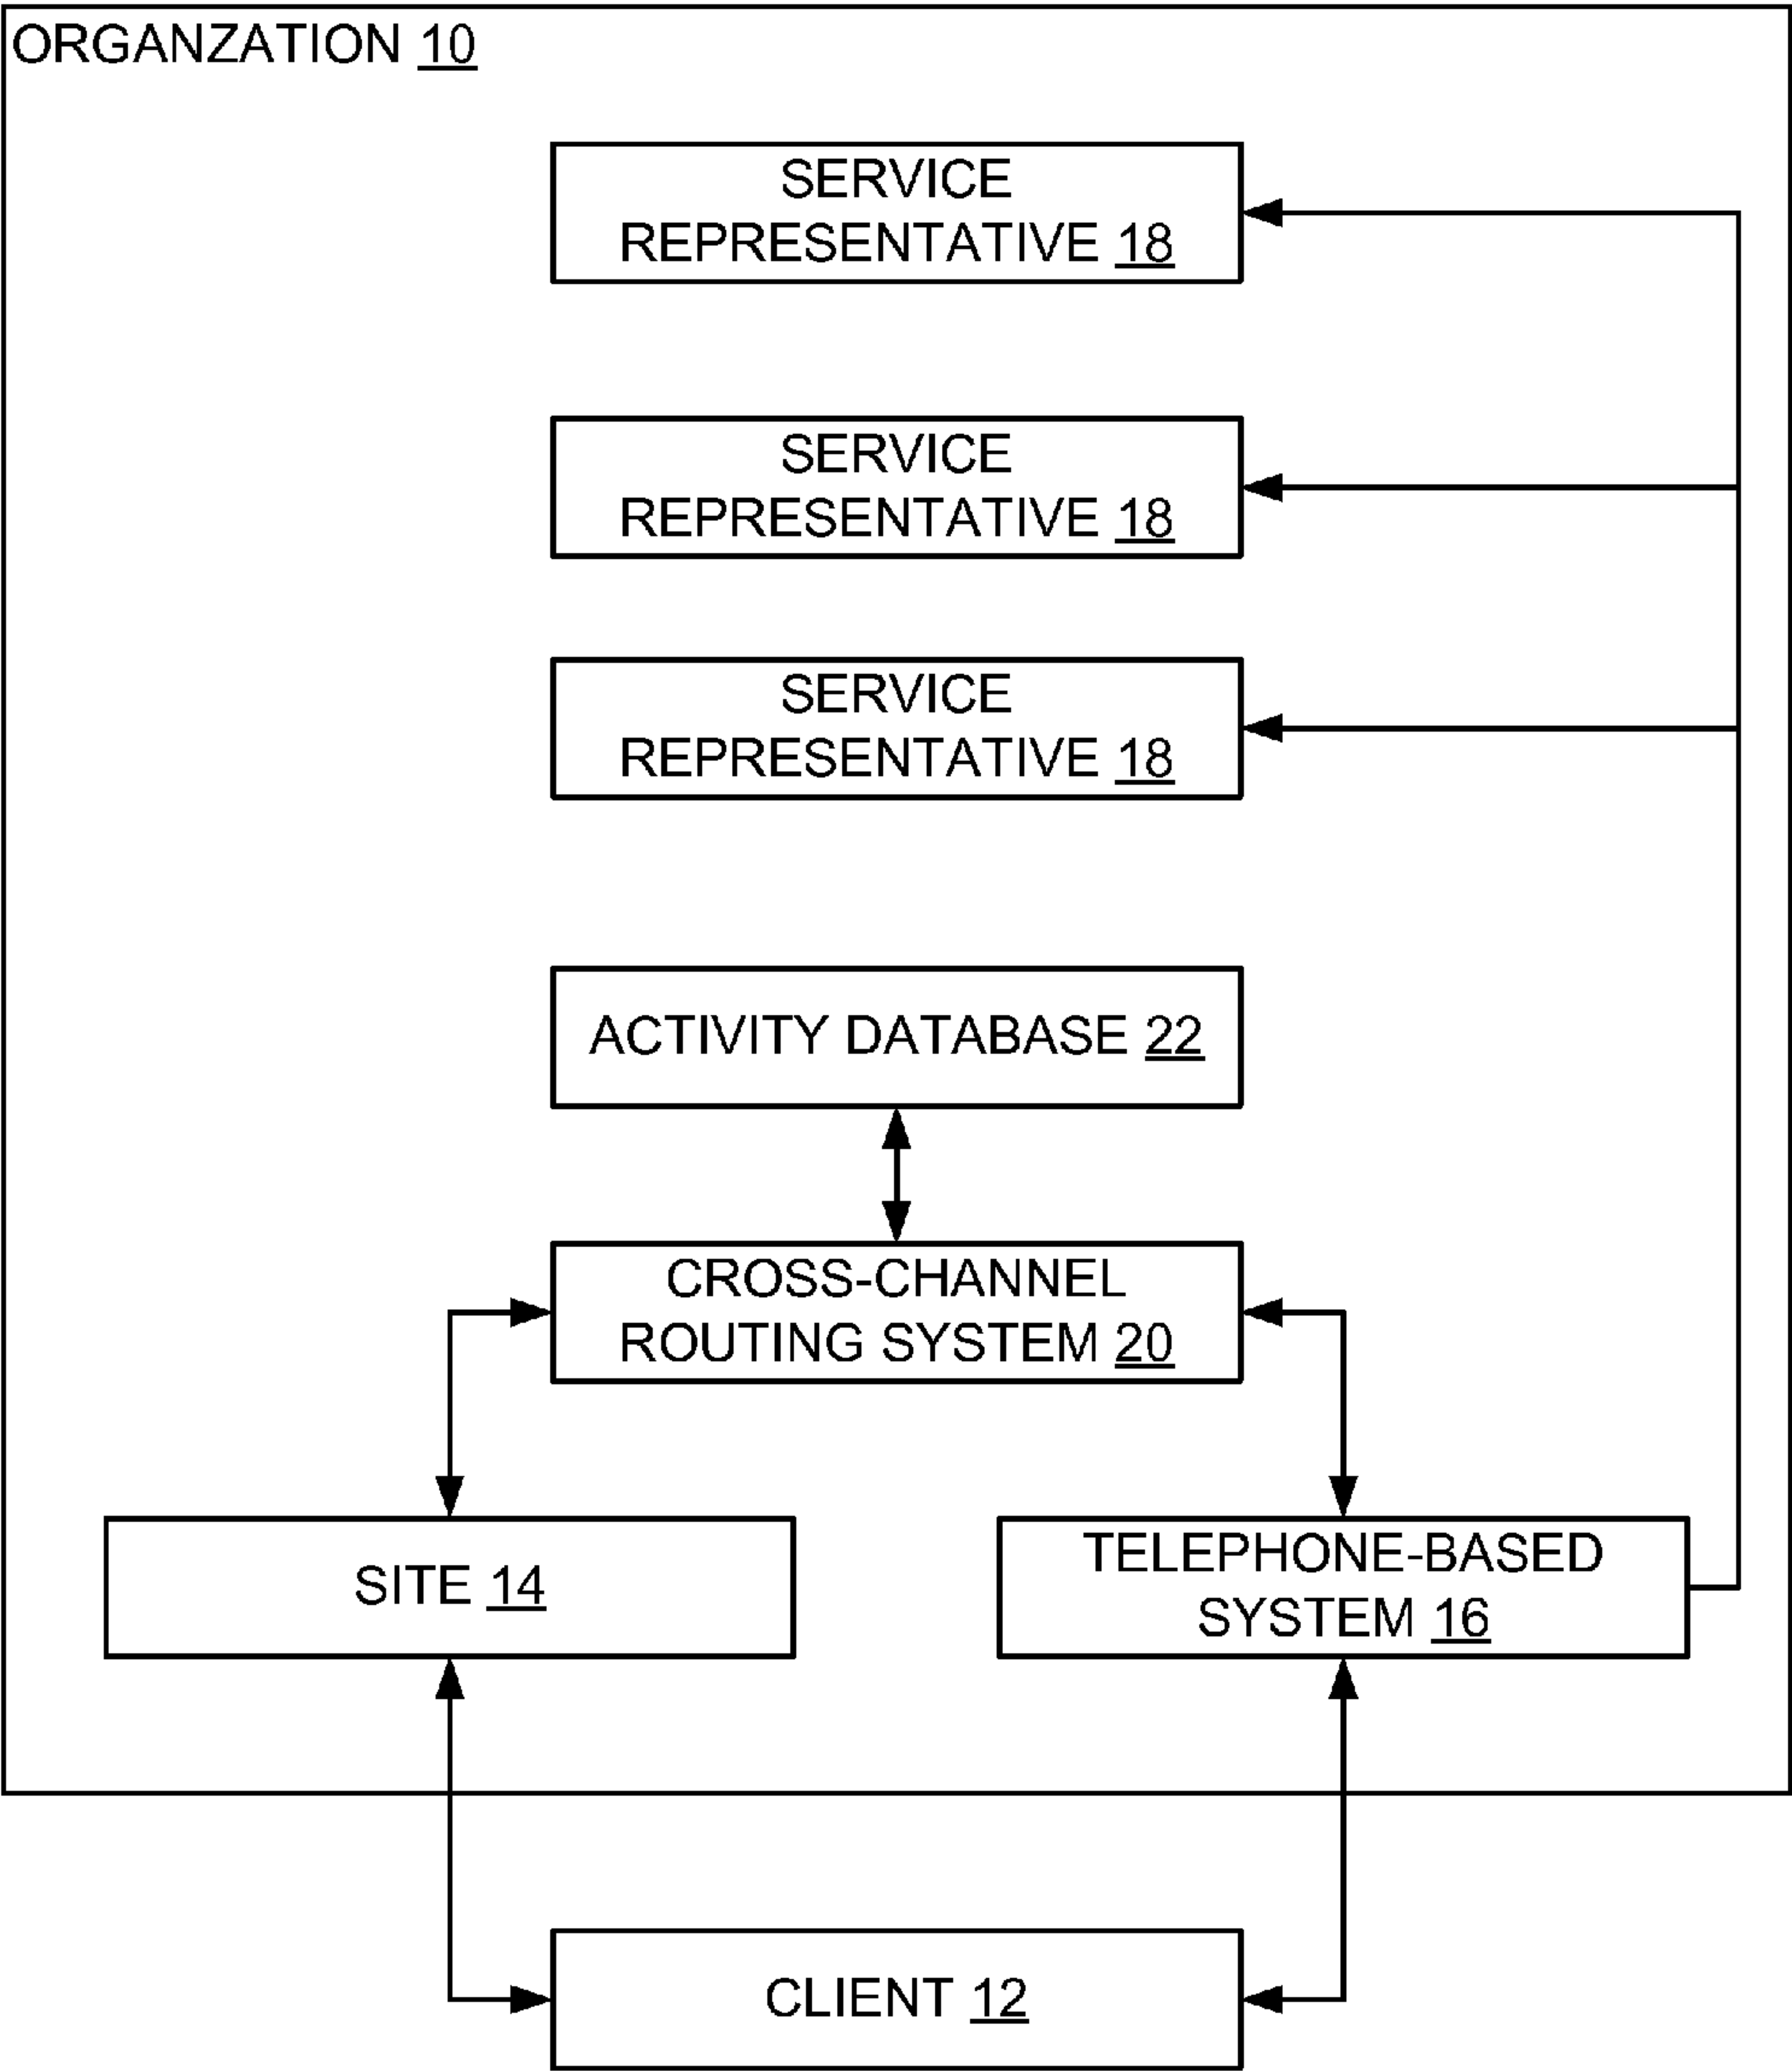 ORGANZATION 10
SERVICE
REPRESENTATIVE 18
SERVICE
REPRESENTATIVE 18
SERVICE
REPRESENTATIVE 18
ACTIVITY DATABASE 22
CROSS-CHANNEL
ROUTING SYSTEM 20
SITE 14
TELEPHONE-BASED
SYSTEM 16
CLIENT 12